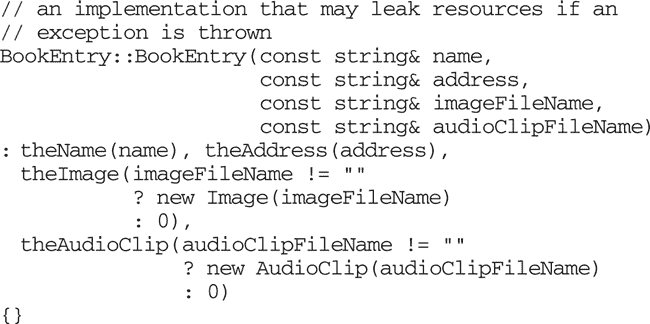 // an implementation that may leak resources if an
// exception is thrown
BookEntry::BookEntry(const string& name,
                     const string& address,
                     const string& imageFileName,
                     const string& audioClipFileName)
: theName(name), theAddress(address),
  theImage(imageFileName != ""
           ? new Image(imageFileName)
           : 0),
  theAudioClip(audioClipFileName != ""
               ? new AudioClip(audioClipFileName)
               : 0)
{}